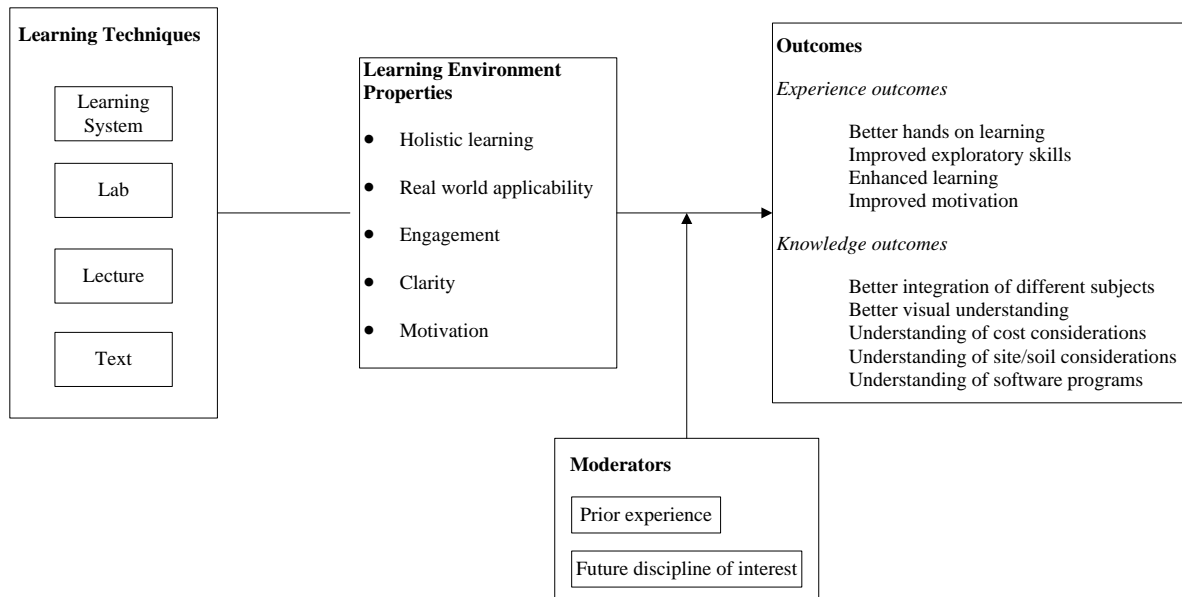 Learning Techniques
Learning
System
Lab
Lecture
Text
Learning Environment
Properties
● Holistic learning
● Real world applicability
● Engagement
● Clarity
● Motivation
Outcomes
Experience outcomes
Better hands on learning
Improved exploratory skills
Enhanced learning
Improved motivation
Knowledge outcomes
Better integration of different subjects
Better visual understanding
Understanding of cost considerations
Understanding of site/soil considerations
Understanding of software programs
Moderators
Prior experience
Future discipline of interest